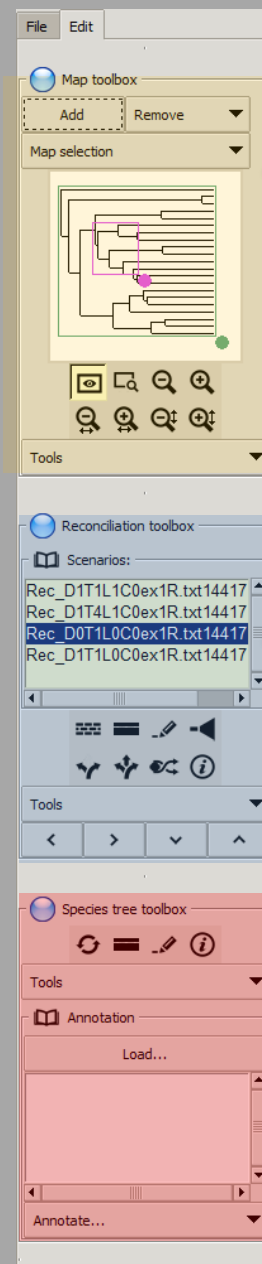 File Edit
Map toolbox
Add Remove
Map selection
Tools
Reconciliation toolbox
Scenarios:
Rec_D1T1L1C0ex1R.txt14417
Rec_D1T4L1C0ex1R.txt14417
Rec_D0T1L0C0ex1R.txt14417
Rec_D1T1L0C0ex1R.txt14417
Tools
Species tree toolbox
Tools
Annotation
Load...
Annotate...